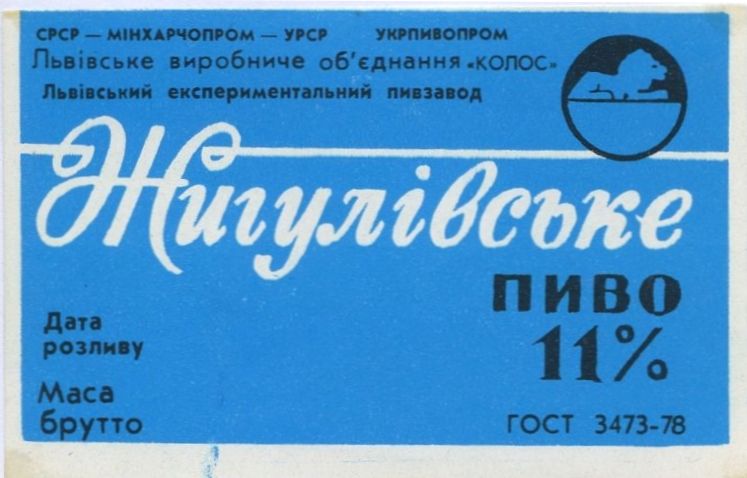 СРСР — МІНХАРЧОПРОМ — УРСР УКРПИВОПРОМ
Львівське виробниче об'єднання «КОЛОС»
Львівський експериментальний пивзавод
Жигулівське
ПИВО
11%
Дата
розливу
Маса
брутто
ГОСТ 3473-78